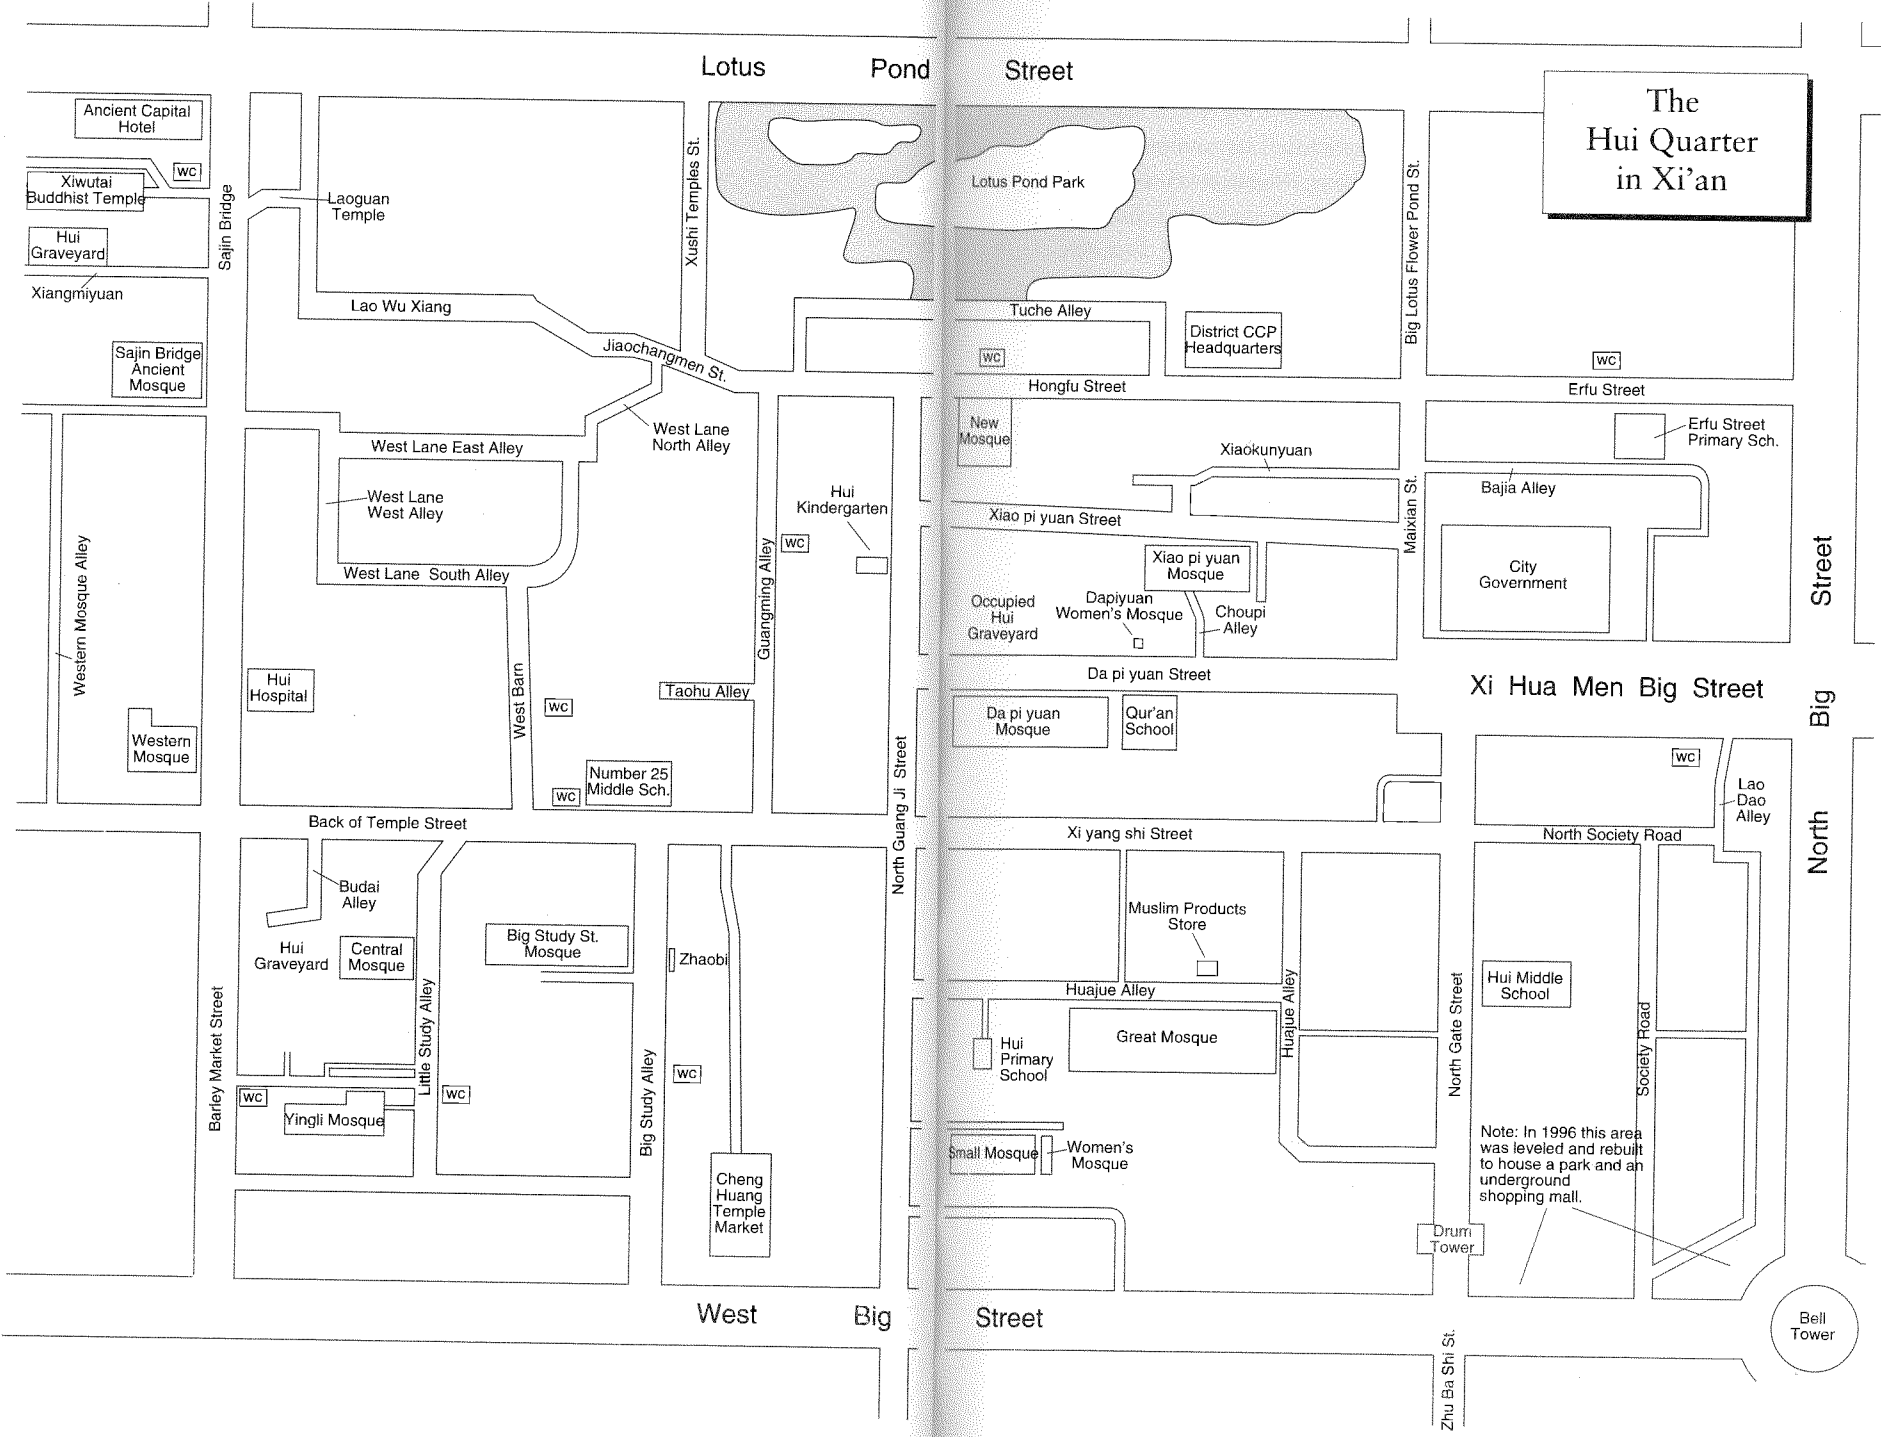 Lotus Pond Street
The
Hui Quarter
in Xi'an
Ancient Capital
Hotel
WC
Xiwutai
Buddhist Temple
Hui
Graveyard
Xiangmiyuan
Sajin Bridge
Laoguan
Temple
Xushi Temples St.
Lotus Pond Park
Big Lotus Flower Pond St.
Lao Wu Xiang
Jiaochangmen St.
Tuche Alley
District CCP
Headquarters
WC
WC
Sajin Bridge
Ancient
Mosque
Hongfu Street
Erfu Street
West Lane
North Alley
West Lane East Alley
New
Mosque
Xiaokunyuan
Erfu Street
Primary Sch.
West Lane
West Alley
Hui
Kindergarten
Bajia Alley
Maixian St.
Xiao pi yuan Street
WC
West Lane South Alley
Western Mosque Alley
Guangming Alley
Xiao pi yuan
Mosque
City
Government
Occupied
Hui
Graveyard
Dapiyuan
Women's Mosque
Choupi
Alley
Da pi yuan Street
Xi Hua Men Big Street
North Big Street
Hui
Hospital
West Barn
Taohu Alley
WC
Da pi yuan
Mosque
Qur'an
School
Western
Mosque
Number 25
Middle Sch.
WC
North Guang Ji Street
WC
Lao
Dao
Alley
Back of Temple Street
Xi yang shi Street
North Society Road
Budai
Alley
Hui
Graveyard
Central
Mosque
Big Study St.
Mosque
Zhaobi
Muslim Products
Store
Huajue Alley
Hui Middle
School
Barley Market Street
Little Study Alley
Big Study Alley
Hui
Primary
School
Great Mosque
Huajue Alley
North Gate Street
Society Road
WC
WC
WC
Yingli Mosque
Small Mosque
Women's
Mosque
Note: In 1996 this area
was leveled and rebuilt
to house a park and an
underground
shopping mall.
Cheng
Huang
Temple
Market
Drum
Tower
West Big Street
Bell
Tower
Zhu Ba Shi St.